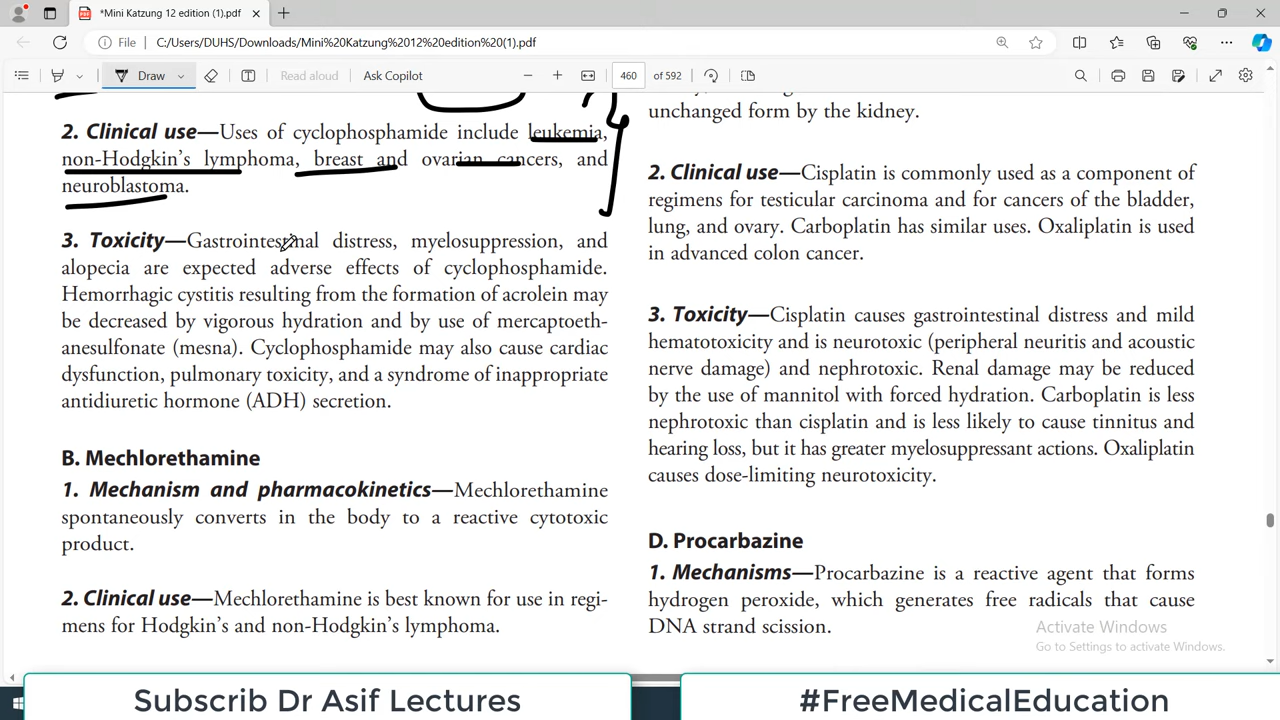 *Mini Katzung 12 edition (1).pdf
File
C:/Users/DUHS/Downloads/Mini%20Katzung%2012%20edition%20(1).pdf
Draw
Read aloud
Ask Copilot
460
of 592
2. Clinical use—Uses of cyclophosphamide include leukemia,
non-Hodgkin's lymphoma, breast and ovarian cancers, and
neuroblastoma.
3. Toxicity—Gastrointestinal distress, myelosuppression, and
alopecia are expected adverse effects of cyclophosphamide.
Hemorrhagic cystitis resulting from the formation of acrolein may
be decreased by vigorous hydration and by use of mercaptoeth-
anesulfonate (mesna). Cyclophosphamide may also cause cardiac
dysfunction, pulmonary toxicity, and a syndrome of inappropriate
antidiuretic hormone (ADH) secretion.
B. Mechlorethamine
1. Mechanism and pharmacokinetics—Mechlorethamine
spontaneously converts in the body to a reactive cytotoxic
product.
2. Clinical use—Mechlorethamine is best known for use in regi-
mens for Hodgkin's and non-Hodgkin's lymphoma.
unchanged form by the kidney.
2. Clinical use—Cisplatin is commonly used as a component of
regimens for testicular carcinoma and for cancers of the bladder,
lung, and ovary. Carboplatin has similar uses. Oxaliplatin is used
in advanced colon cancer.
3. Toxicity—Cisplatin causes gastrointestinal distress and mild
hematotoxicity and is neurotoxic (peripheral neuritis and acoustic
nerve damage) and nephrotoxic. Renal damage may be reduced
by the use of mannitol with forced hydration. Carboplatin is less
nephrotoxic than cisplatin and is less likely to cause tinnitus and
hearing loss, but it has greater myelosuppressant actions. Oxaliplatin
causes dose-limiting neurotoxicity.
D. Procarbazine
1. Mechanisms—Procarbazine is a reactive agent that forms
hydrogen peroxide, which generates free radicals that cause
DNA strand scission.
Activate Windows
Go to Settings to activate Windows.
Subscrib Dr Asif Lectures
#FreeMedicalEducation